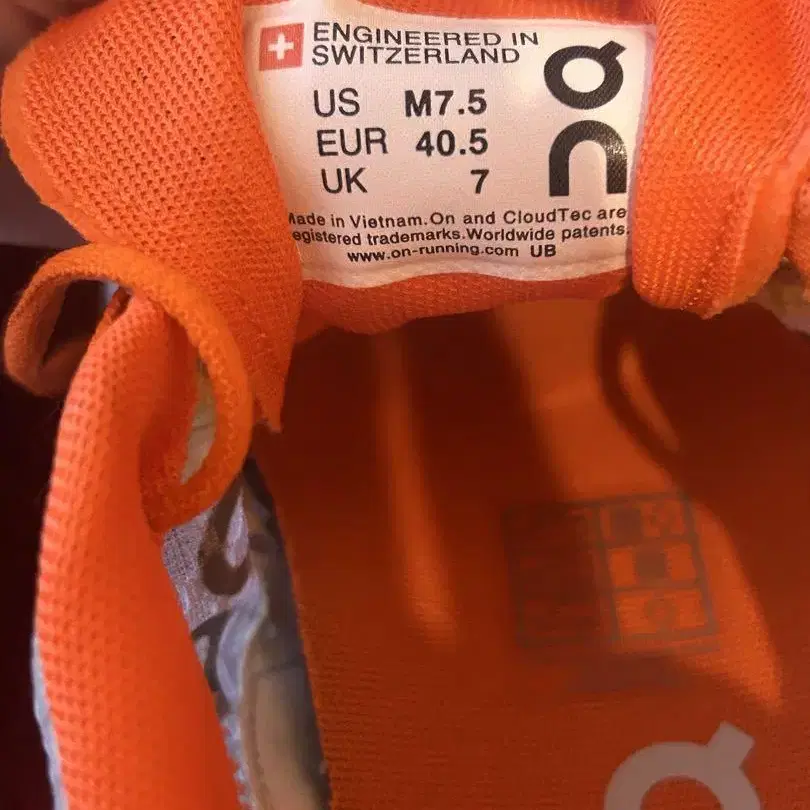 ENGINEERED IN
SWITZERLAND
US M7.5
EUR 40.5
UK 7
Made in Vietnam.On and CloudTec are
registered trademarks.Worldwide patents.
www.on-running.com UB
On